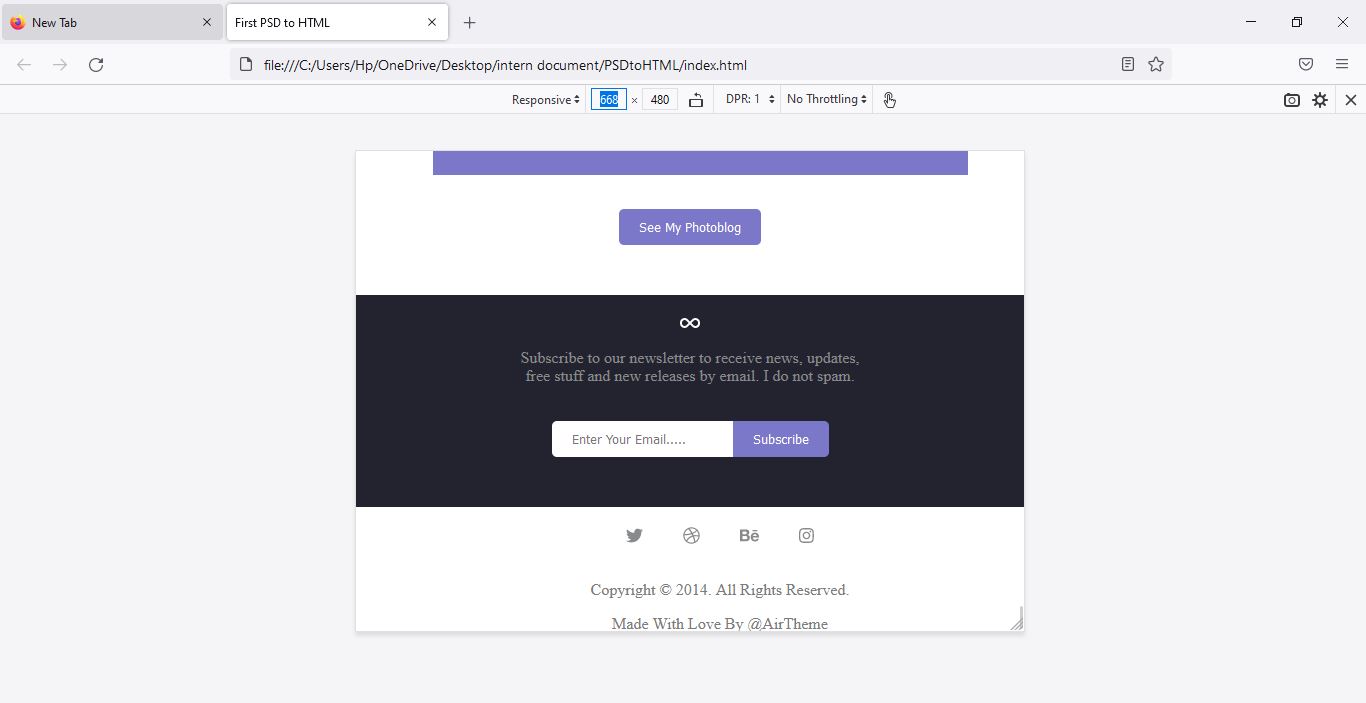 New Tab
First PSD to HTML
file:///C:/Users/Hp/OneDrive/Desktop/intern document/PSDtoHTML/index.html
Responsive 668 × 480 DPR: 1 No Throttling
See My Photoblog
Subscribe to our newsletter to receive news, updates,
free stuff and new releases by email. I do not spam.
Enter Your Email..... Subscribe
Bē
Copyright © 2014. All Rights Reserved.
Made With Love By @AirTheme